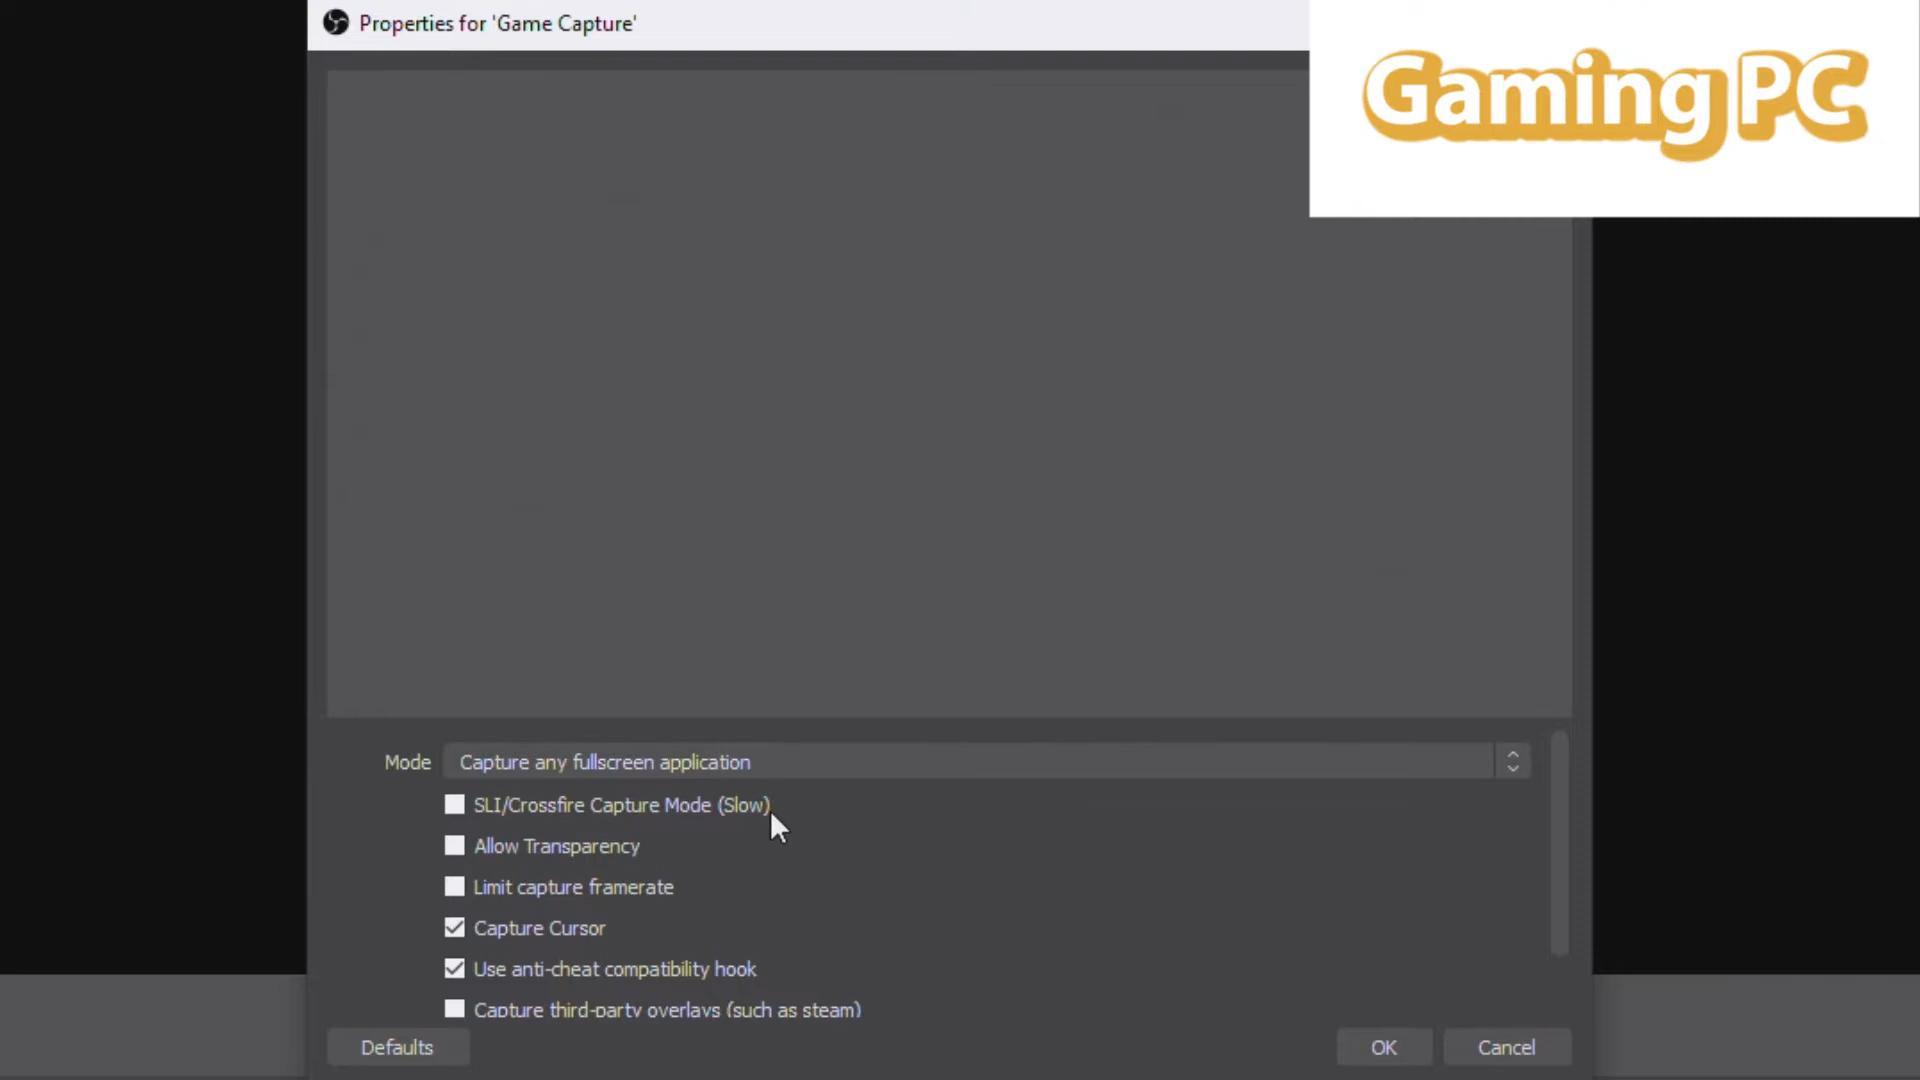 Properties for 'Game Capture'
Gaming PC
Mode Capture any fullscreen application
SLI/Crossfire Capture Mode (Slow)
Allow Transparency
Limit capture framerate
Capture Cursor
Use anti-cheat compatibility hook
Capture third-party overlays (such as steam)
Defaults OK Cancel